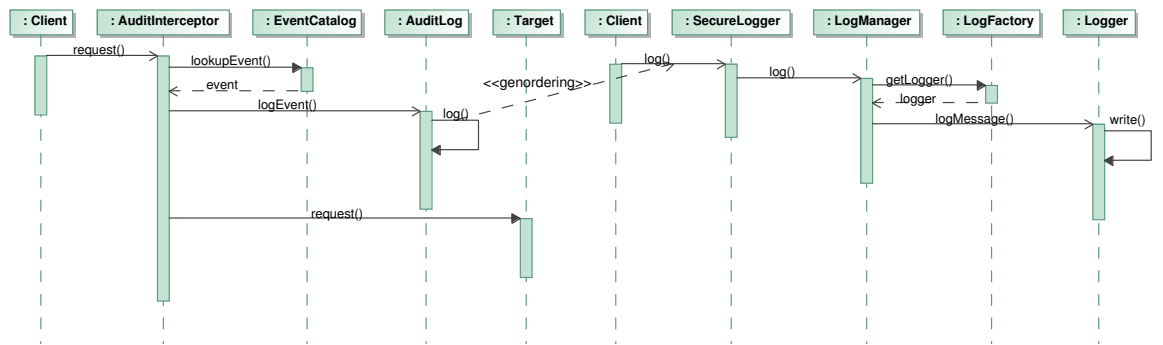 : Client
: AuditInterceptor
: EventCatalog
: AuditLog
: Target
: Client
: SecureLogger
: LogManager
: LogFactory
: Logger
request()
lookupEvent()
event
logEvent()
log()
<<genordering>>
request()
log()
log()
getLogger()
logger
logMessage()
write()